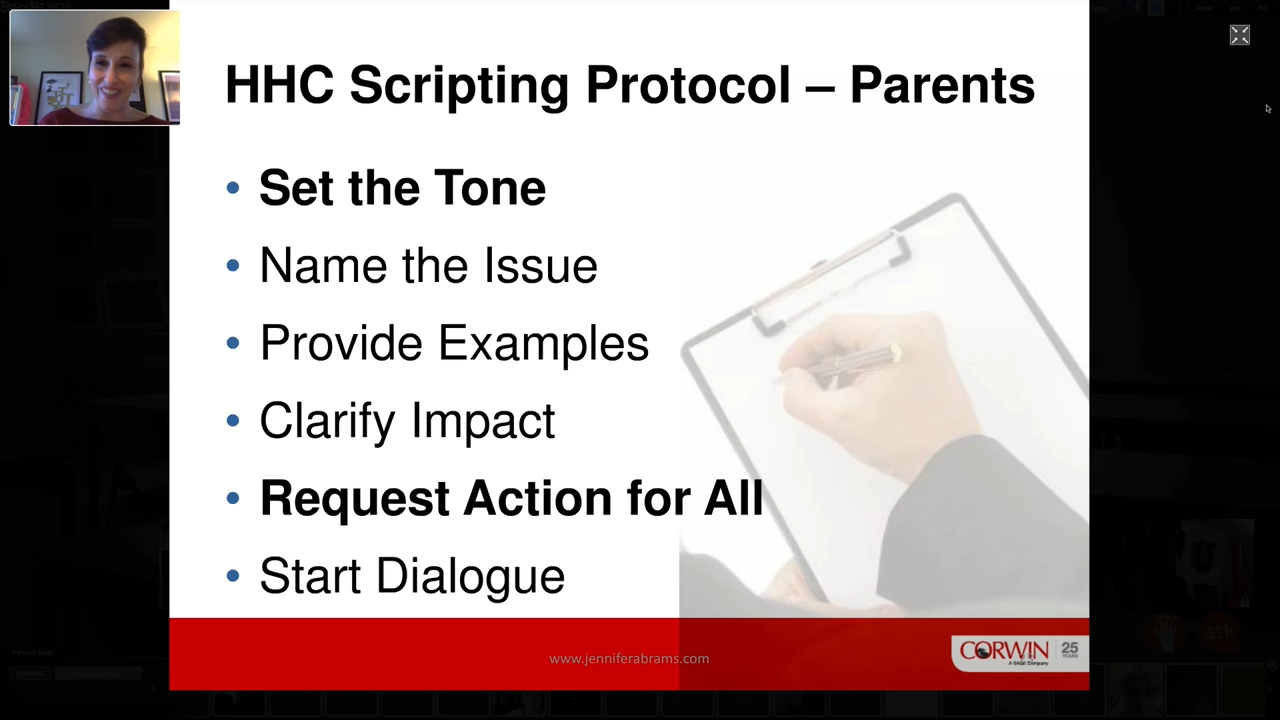 HHC Scripting Protocol – Parents
• Set the Tone
• Name the Issue
• Provide Examples
• Clarify Impact
• Request Action for All
• Start Dialogue
www.jenniferabrams.com
CORWIN
A SAGE Company
25
YEARS
ask